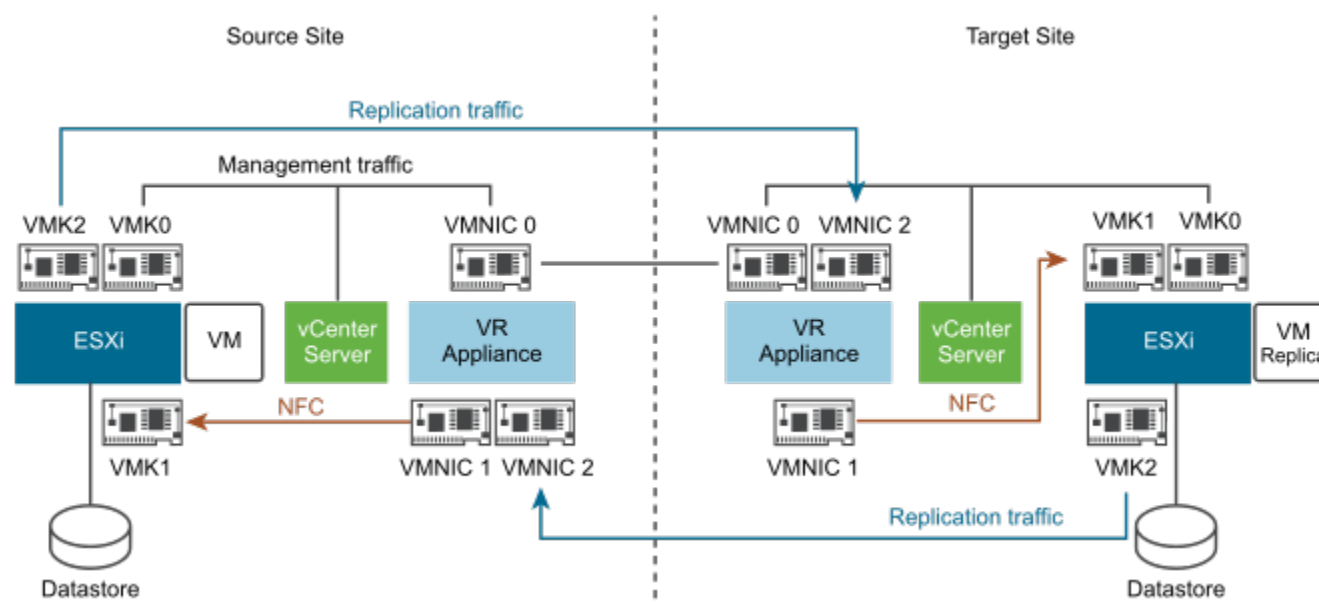 Source Site
Target Site
Replication traffic
Management traffic
VMK2
VMK0
VMNIC 0
VMNIC 0
VMNIC 2
VMK1
VMK0
ESXi
VM
vCenter
Server
VR
Appliance
VR
Appliance
vCenter
Server
ESXi
VM
NFC
NFC
VMK1
VMNIC 1
VMNIC 2
VMNIC 1
VMK2
Replication traffic
Datastore
Datastore